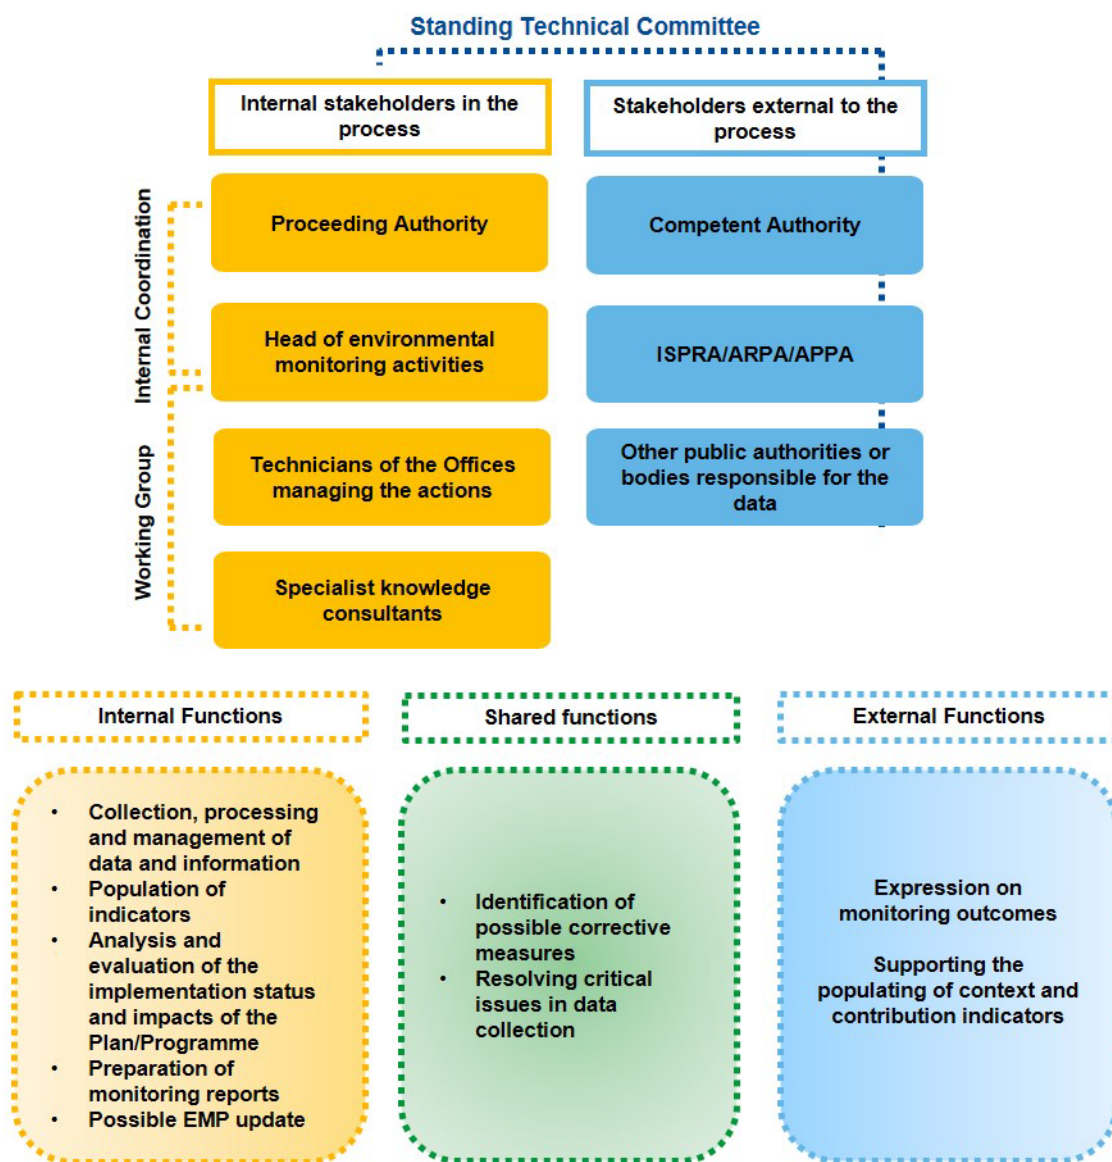 Standing Technical Committee
Internal stakeholders in the
process
Stakeholders external to the
process
Internal Coordination
Working Group
Proceeding Authority
Competent Authority
Head of environmental
monitoring activities
ISPRA/ARPA/APPA
Technicians of the Offices
managing the actions
Other public authorities or
bodies responsible for the
data
Specialist knowledge
consultants
Internal Functions
Shared functions
External Functions
• Collection, processing
and management of
data and information
• Population of
indicators
• Analysis and
evaluation of the
implementation status
and impacts of the
Plan/Programme
• Preparation of
monitoring reports
• Possible EMP update
• Identification of
possible corrective
measures
• Resolving critical
issues in data
collection
Expression on
monitoring outcomes
Supporting the
populating of context and
contribution indicators